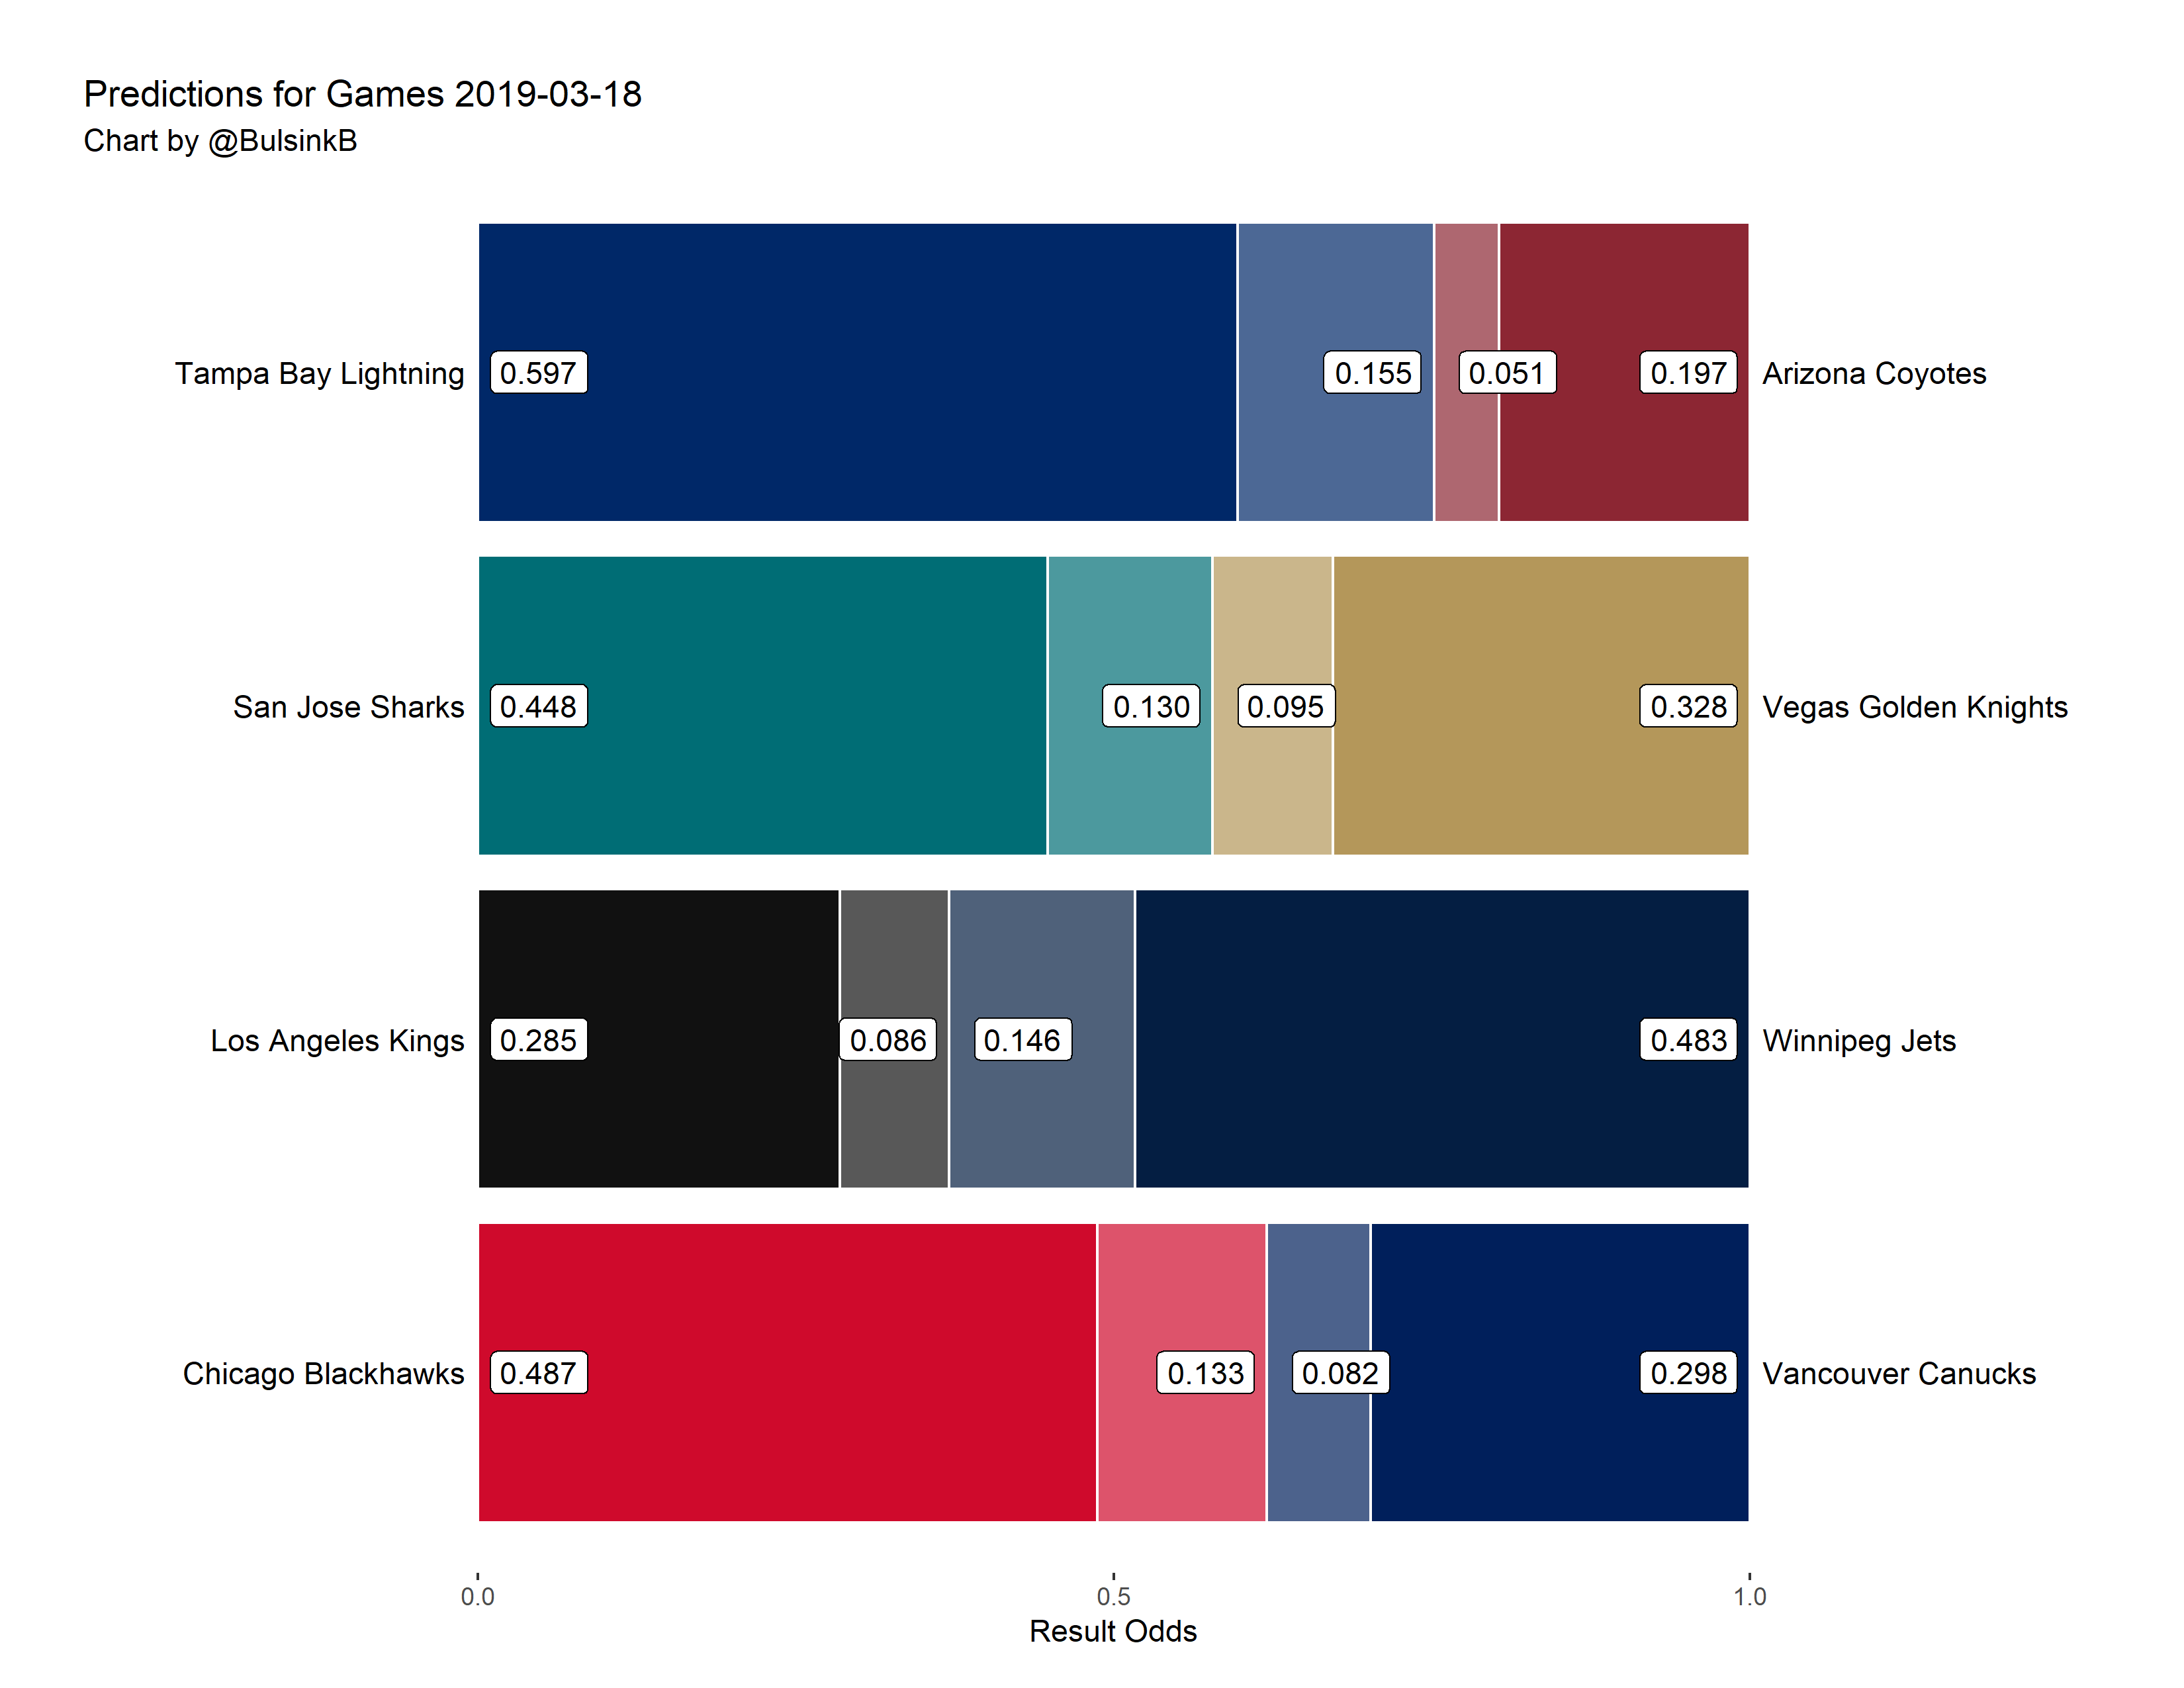 Predictions for Games 2019-03-18
Chart by @BulsinkB
Tampa Bay Lightning 0.597 0.155 0.051 0.197 Arizona Coyotes
San Jose Sharks 0.448 0.130 0.095 0.328 Vegas Golden Knights
Los Angeles Kings 0.285 0.086 0.146 0.483 Winnipeg Jets
Chicago Blackhawks 0.487 0.133 0.082 0.298 Vancouver Canucks
0.0 0.5 1.0
Result Odds